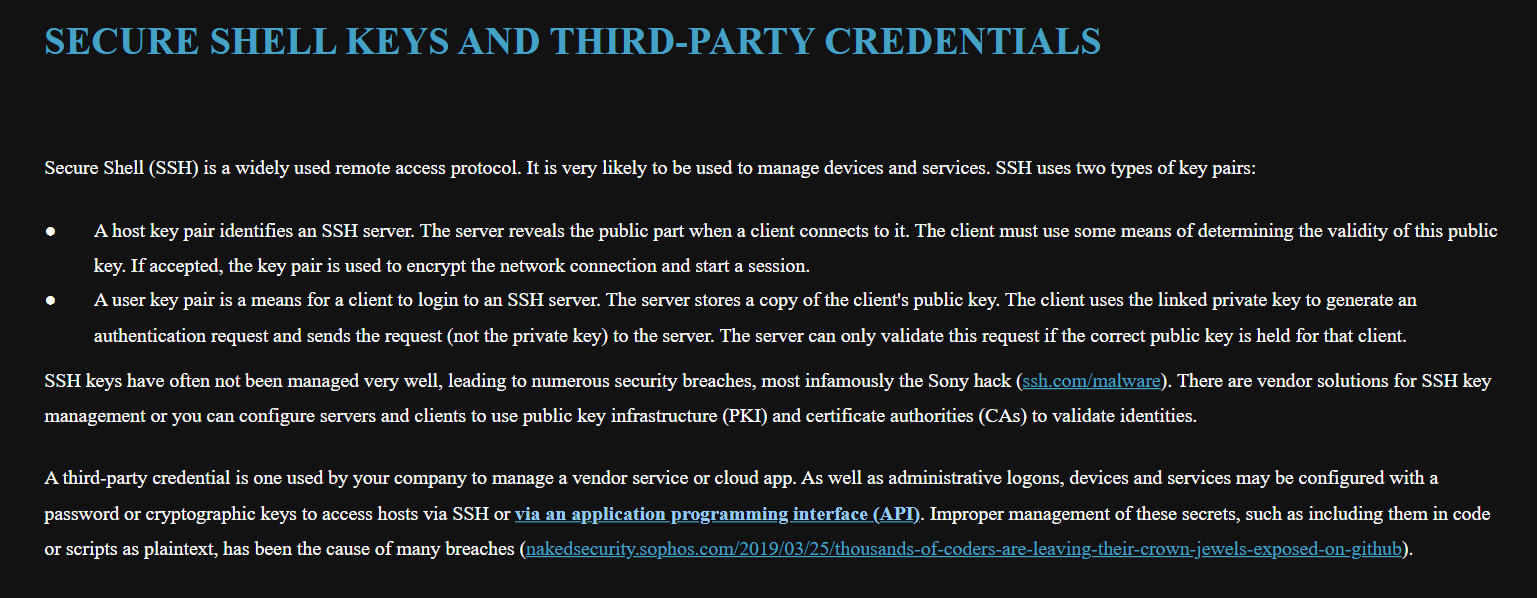 SECURE SHELL KEYS AND THIRD-PARTY CREDENTIALS
Secure Shell (SSH) is a widely used remote access protocol. It is very likely to be used to manage devices and services. SSH uses two types of key pairs:
● A host key pair identifies an SSH server. The server reveals the public part when a client connects to it. The client must use some means of determining the validity of this public
key. If accepted, the key pair is used to encrypt the network connection and start a session.
● A user key pair is a means for a client to login to an SSH server. The server stores a copy of the client's public key. The client uses the linked private key to generate an
authentication request and sends the request (not the private key) to the server. The server can only validate this request if the correct public key is held for that client.
SSH keys have often not been managed very well, leading to numerous security breaches, most infamously the Sony hack (ssh.com/malware). There are vendor solutions for SSH key
management or you can configure servers and clients to use public key infrastructure (PKI) and certificate authorities (CAs) to validate identities.
A third-party credential is one used by your company to manage a vendor service or cloud app. As well as administrative logons, devices and services may be configured with a
password or cryptographic keys to access hosts via SSH or via an application programming interface (API). Improper management of these secrets, such as including them in code
or scripts as plaintext, has been the cause of many breaches (nakedsecurity.sophos.com/2019/03/25/thousands-of-coders-are-leaving-their-crown-jewels-exposed-on-github).